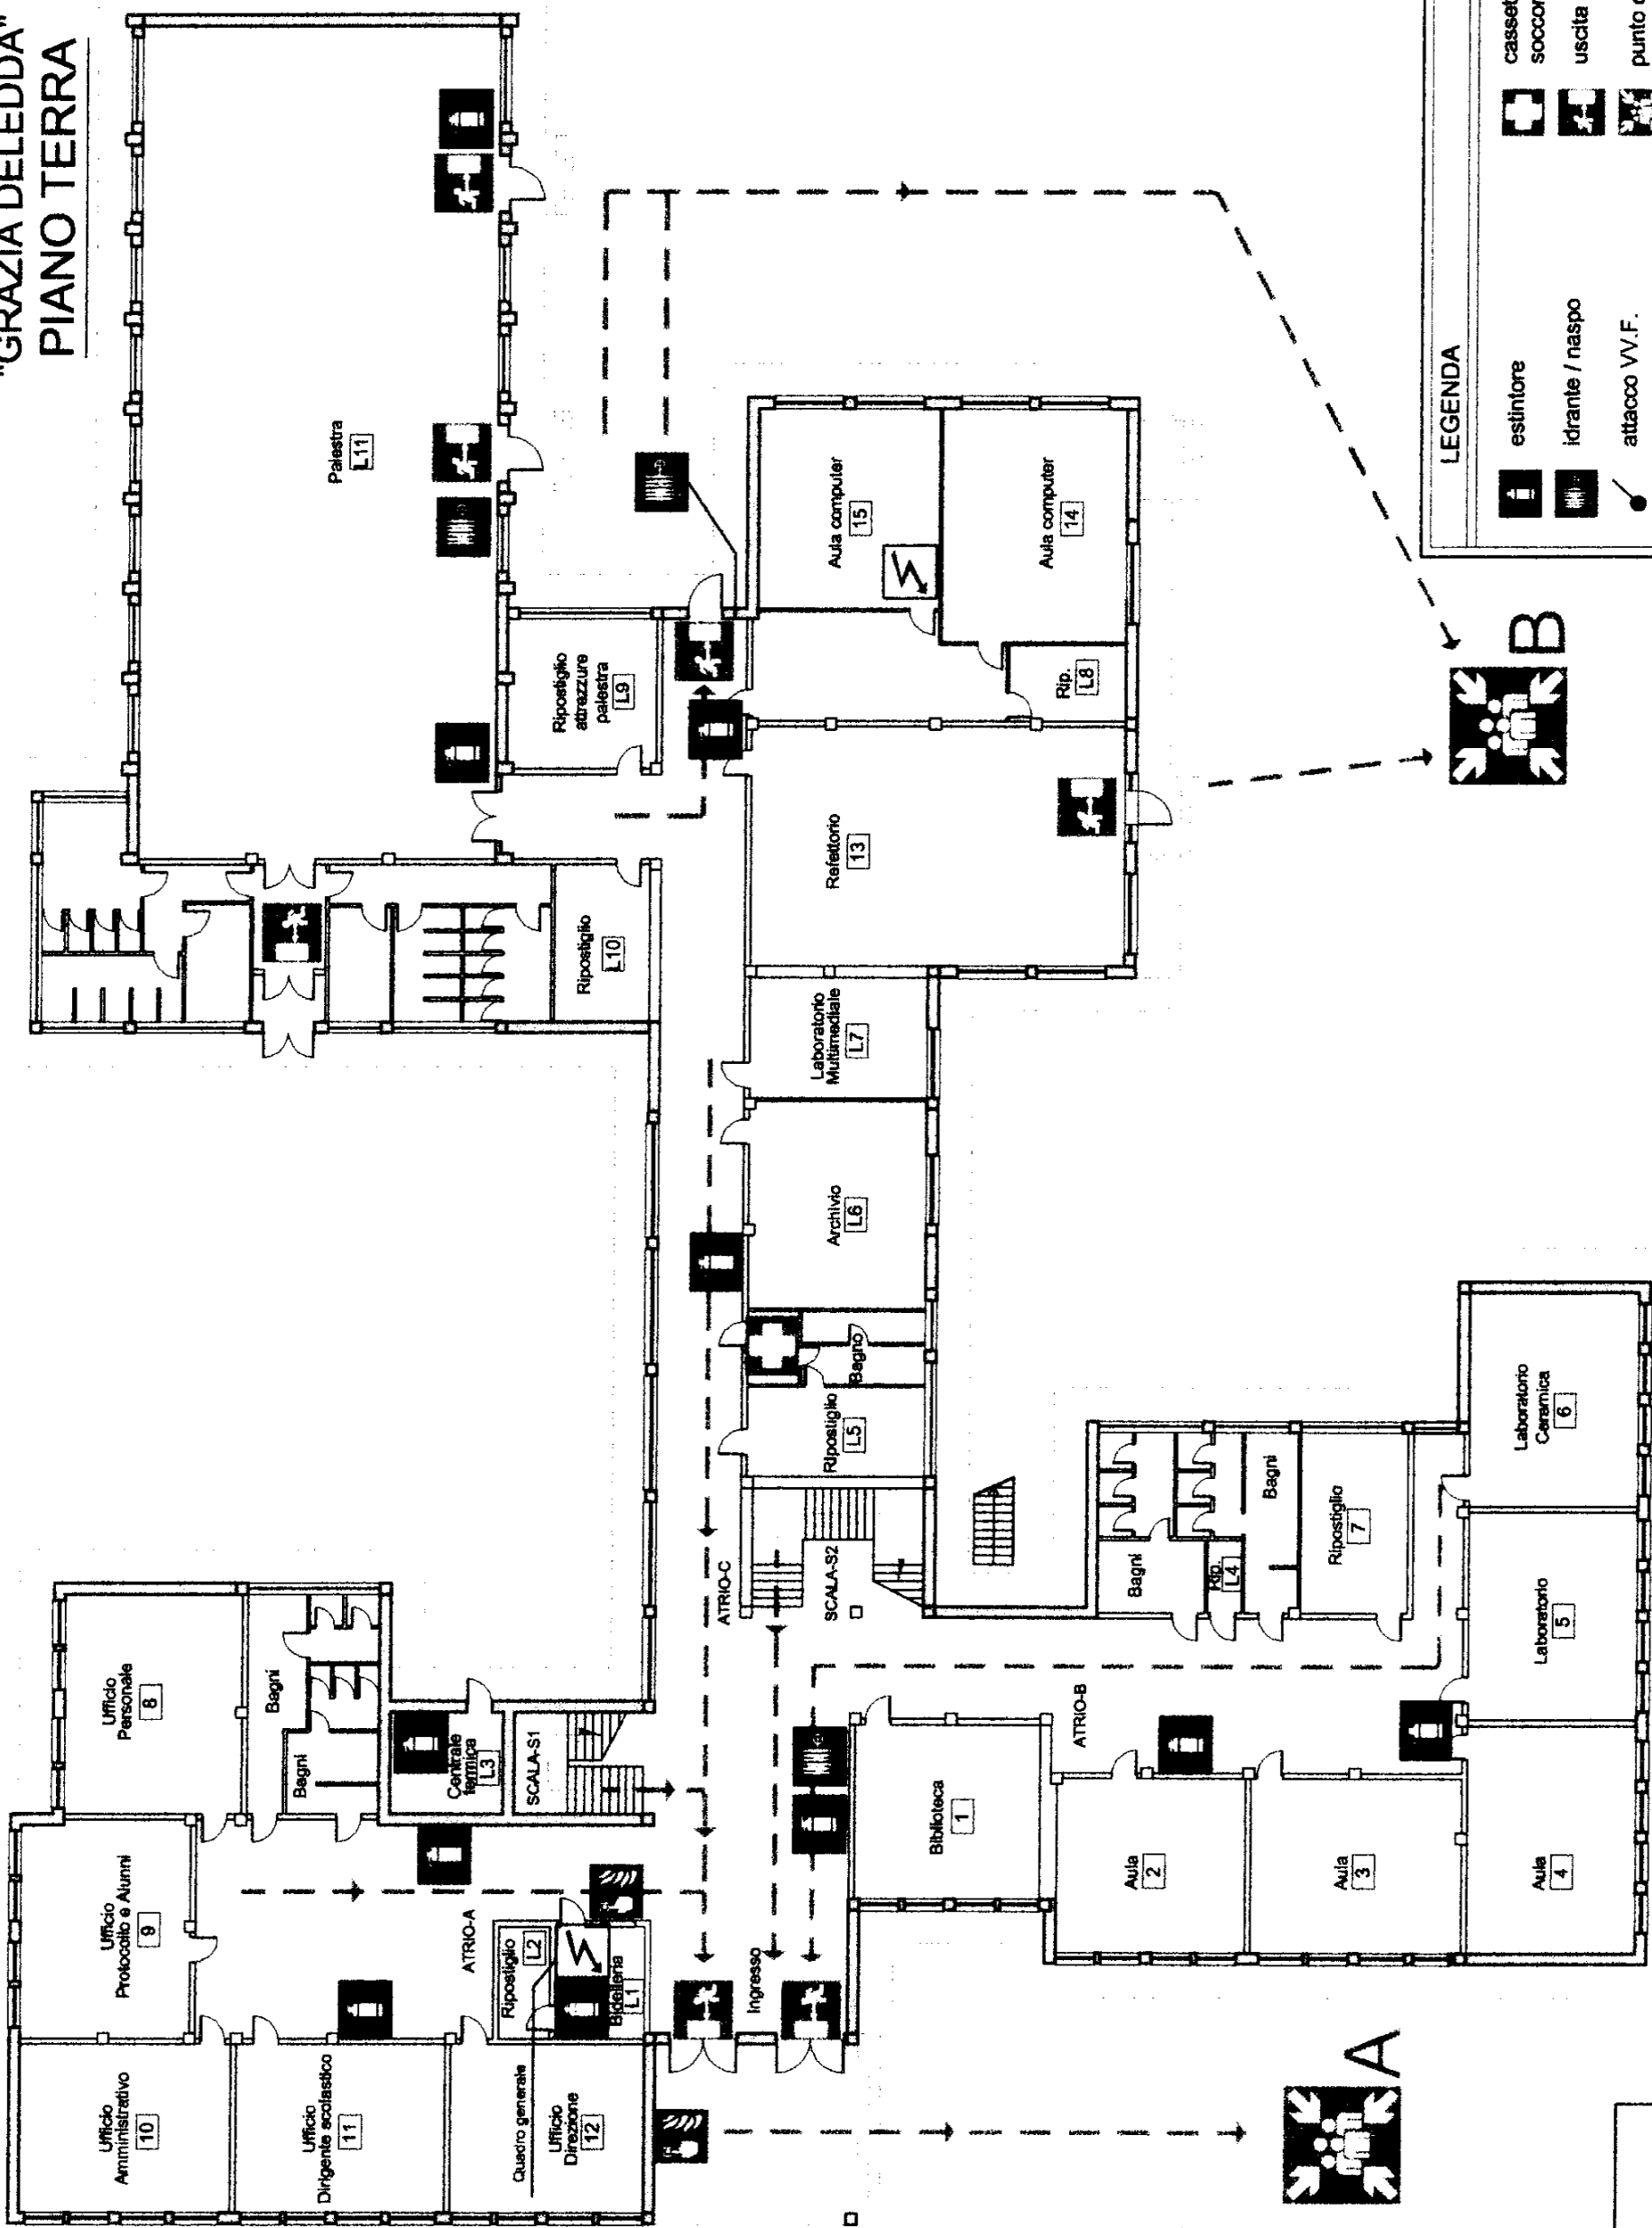 "GRAZIA DELEDDA"
PIANO TERRA
Palestra
L11
Ripostiglio
attrezzure
palestra
L9
Aula computer
15
Aula computer
14
Rip.
L8
Refettorio
13
Ripostiglio
L10
Laboratorio
Multimediale
L7
Archivio
L6
Bagno
Ripostiglio
L5
ATRIO-C
SCALA-S2
Ufficio
Personale
8
Bagni
Bagni
Centrale
termica
L3
SCALA-S1
Ufficio
Protocollo e Alunni
9
ATRIO-A
Ripostiglio
L2
Bidelleria
L1
Ingresso
Ufficio
Amministrativo
10
Ufficio
Dirigente scolastico
11
Quadro generale
Ufficio
Direzione
12
Biblioteca
1
ATRIO-B
Aula
2
Aula
3
Aula
4
Laboratorio
5
Laboratorio
Ceramica
6
Ripostiglio
7
Bagni
Rip.
L4
Bagni
A
B
LEGENDA
estintore
idrante / naspo
attacco VV.F.
uscita
punto